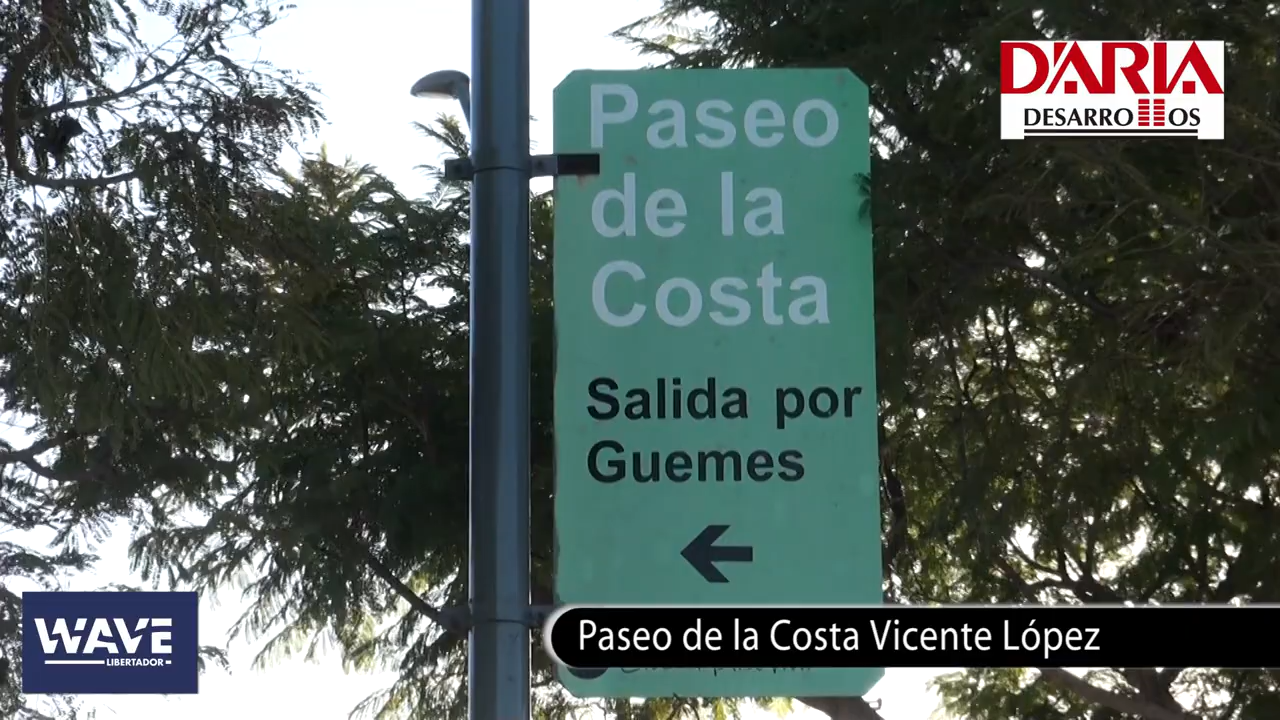 D'ARIA
DESARROLLOS
Paseo
de la
Costa
Salida por
Guemes
Paseo de la Costa Vicente López
WAVE
LIBERTADOR